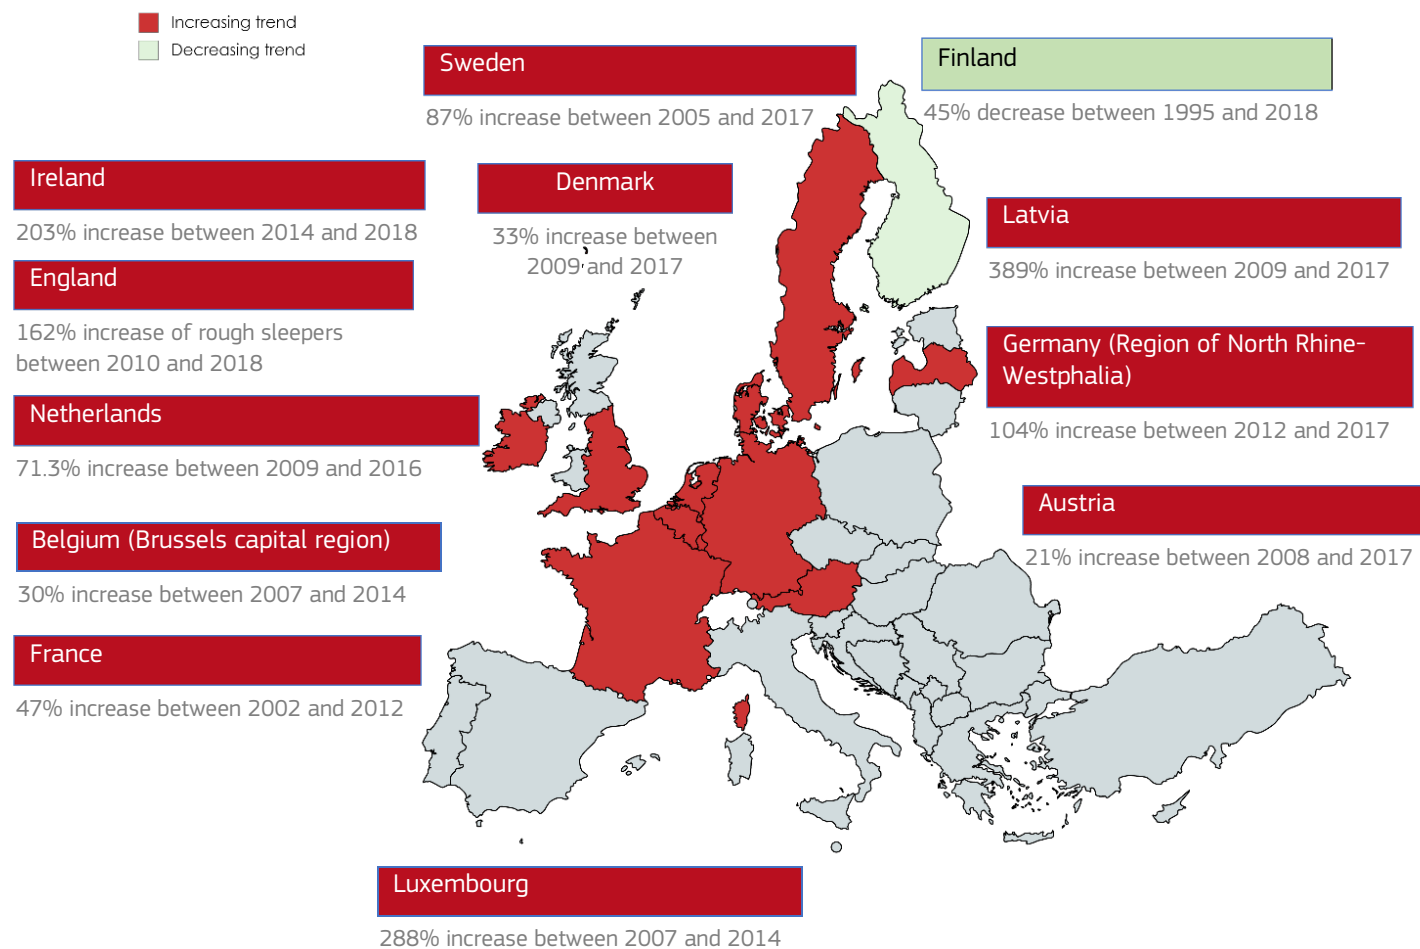 Increasing trend
Decreasing trend
Sweden
87% increase between 2005 and 2017
Finland
45% decrease between 1995 and 2018
Ireland
203% increase between 2014 and 2018
Denmark
33% increase between
2009 and 2017
Latvia
389% increase between 2009 and 2017
England
162% increase of rough sleepers
between 2010 and 2018
Germany (Region of North Rhine-
Westphalia)
104% increase between 2012 and 2017
Netherlands
71.3% increase between 2009 and 2016
Austria
21% increase between 2008 and 2017
Belgium (Brussels capital region)
30% increase between 2007 and 2014
France
47% increase between 2002 and 2012
Luxembourg
288% increase between 2007 and 2014